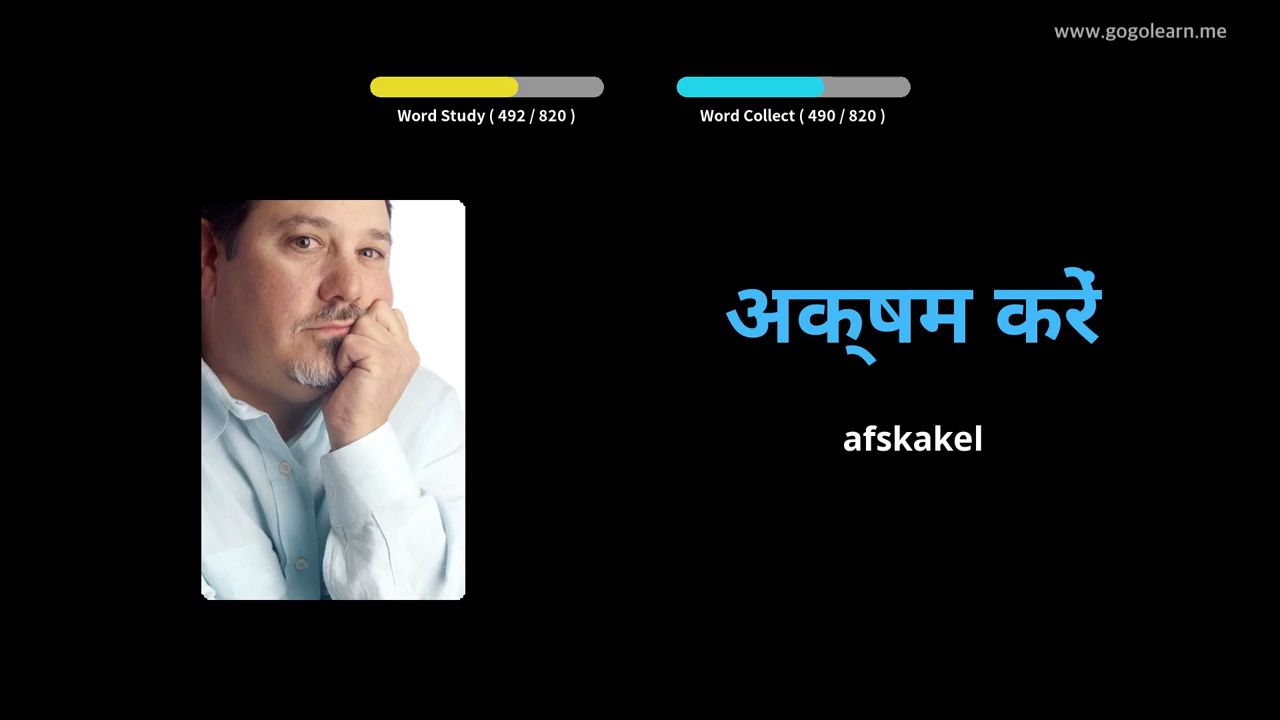 www.gogolearn.me
Word Study ( 492 / 820 )
Word Collect ( 490 / 820 )
अक्षम करें
afskakel